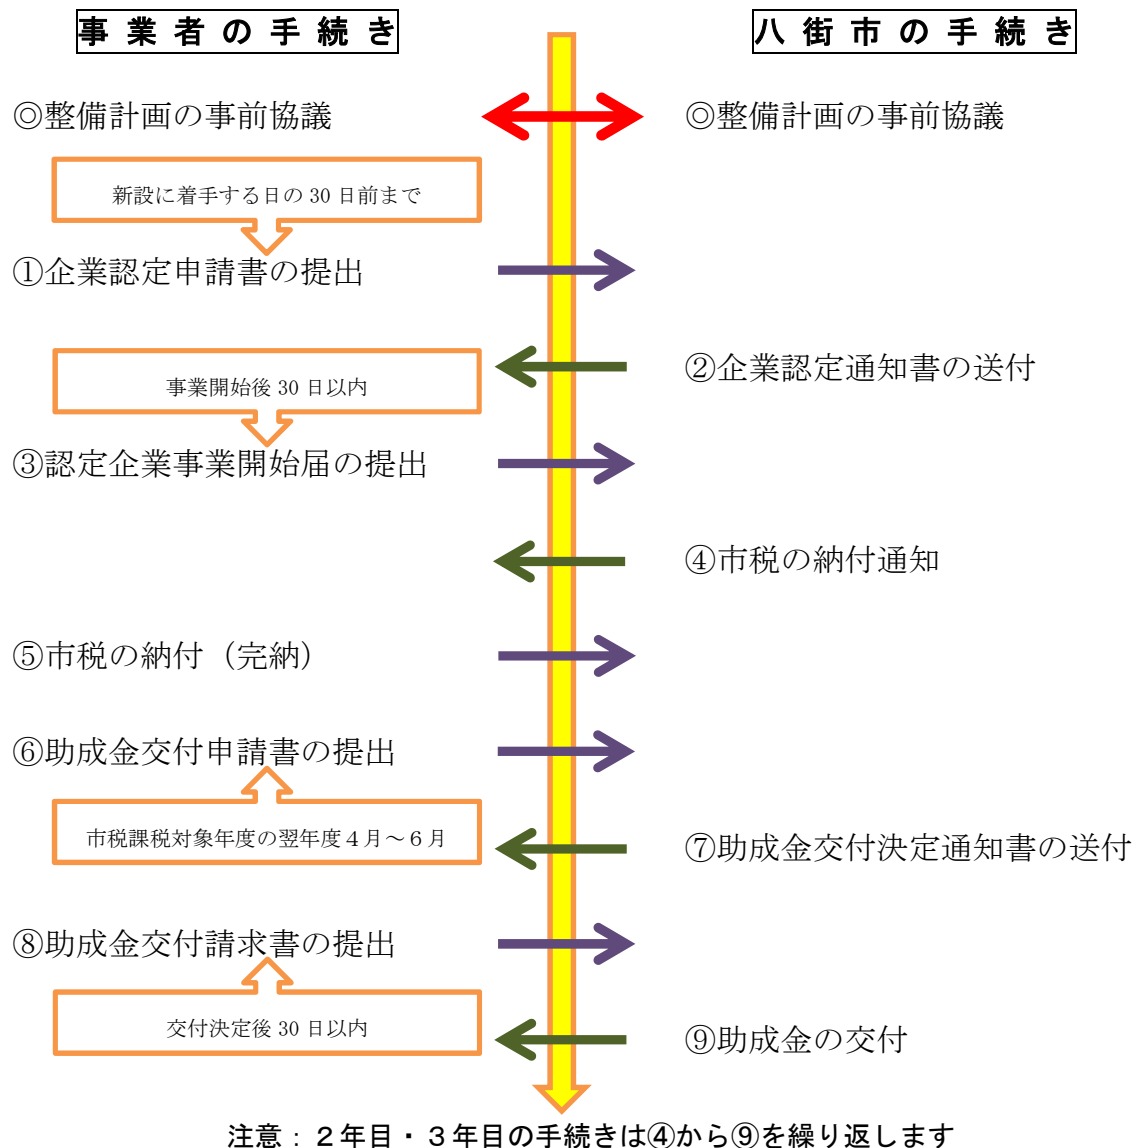 事業者の手続き
八街市の手続き
◎整備計画の事前協議
◎整備計画の事前協議
新設に着手する日の 30 日前まで
①企業認定申請書の提出
②企業認定通知書の送付
事業開始後 30 日以内
③認定企業事業開始届の提出
④市税の納付通知
⑤市税の納付（完納）
⑥助成金交付申請書の提出
市税課税対象年度の翌年度４月～６月
⑦助成金交付決定通知書の送付
⑧助成金交付請求書の提出
交付決定後 30 日以内
⑨助成金の交付
注意：２年目・３年目の手続きは④から⑨を繰り返します